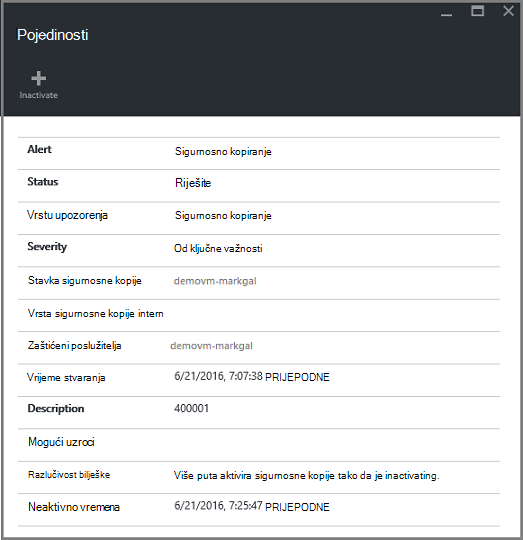 Pojedinosti
Inactivate
Alert Sigurnosno kopiranje
Status Riješite
Vrstu upozorenja Sigurnosno kopiranje
Severity Od ključne važnosti
Stavka sigurnosne kopije demovm-markgal
Vrsta sigurnosne kopije intern
Zaštićeni poslužitelja demovm-markgal
Vrijeme stvaranja 6/21/2016, 7:07:38 PRIJEPODNE
Description 400001
Mogući uzroci
Razlučivost bilješke Više puta aktivira sigurnosne kopije tako da je inactivating.
Neaktivno vremena 6/21/2016, 7:25:47 PRIJEPODNE